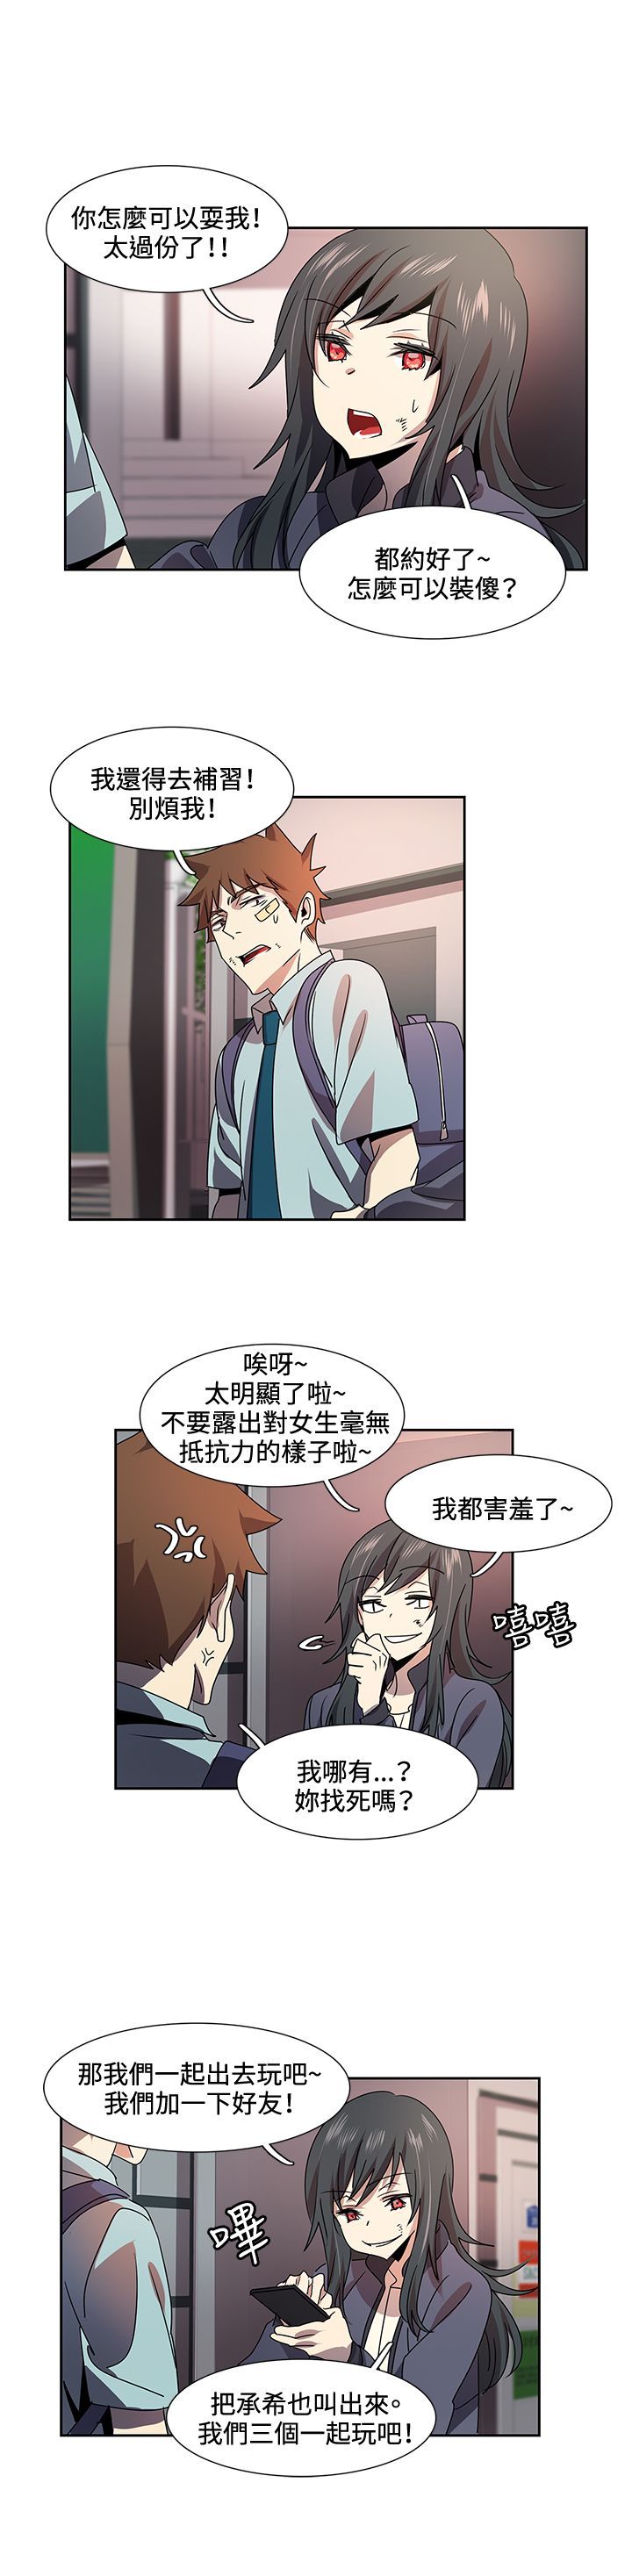 你怎麼可以耍我!
太過份了!!
都約好了~
怎麼可以裝傻？
我還得去補習!
別煩我!
唉呀~
太明顯了啦~
不要露出對女生毫無
抵抗力的樣子啦~
我都害羞了~
嘻嘻
我哪有...？
妳找死嗎？
那我們一起出去玩吧~
我們加一下好友!
嗶
把承希也叫出來。
我們三個一起玩吧!